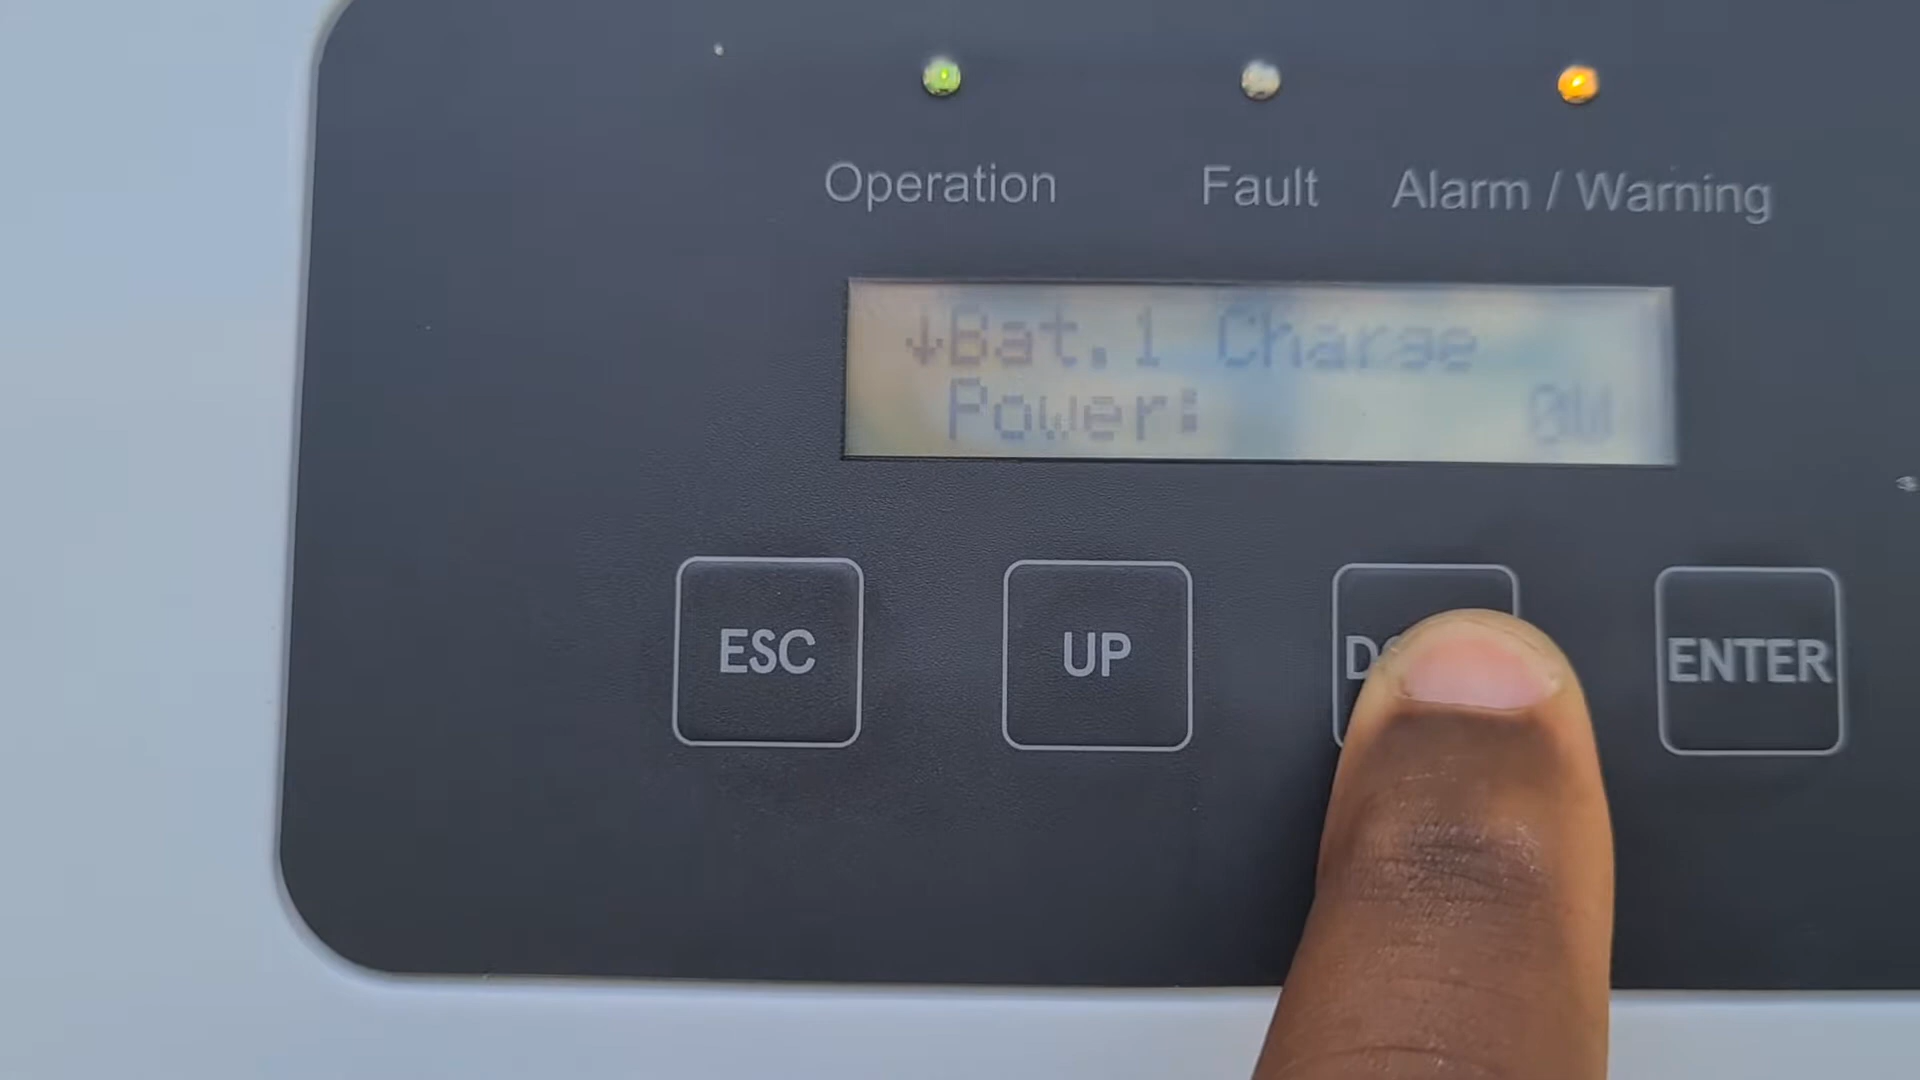 Operation Fault Alarm / Warning
↓Bat.1 Charge
Power: 0W
ESC UP ENTER